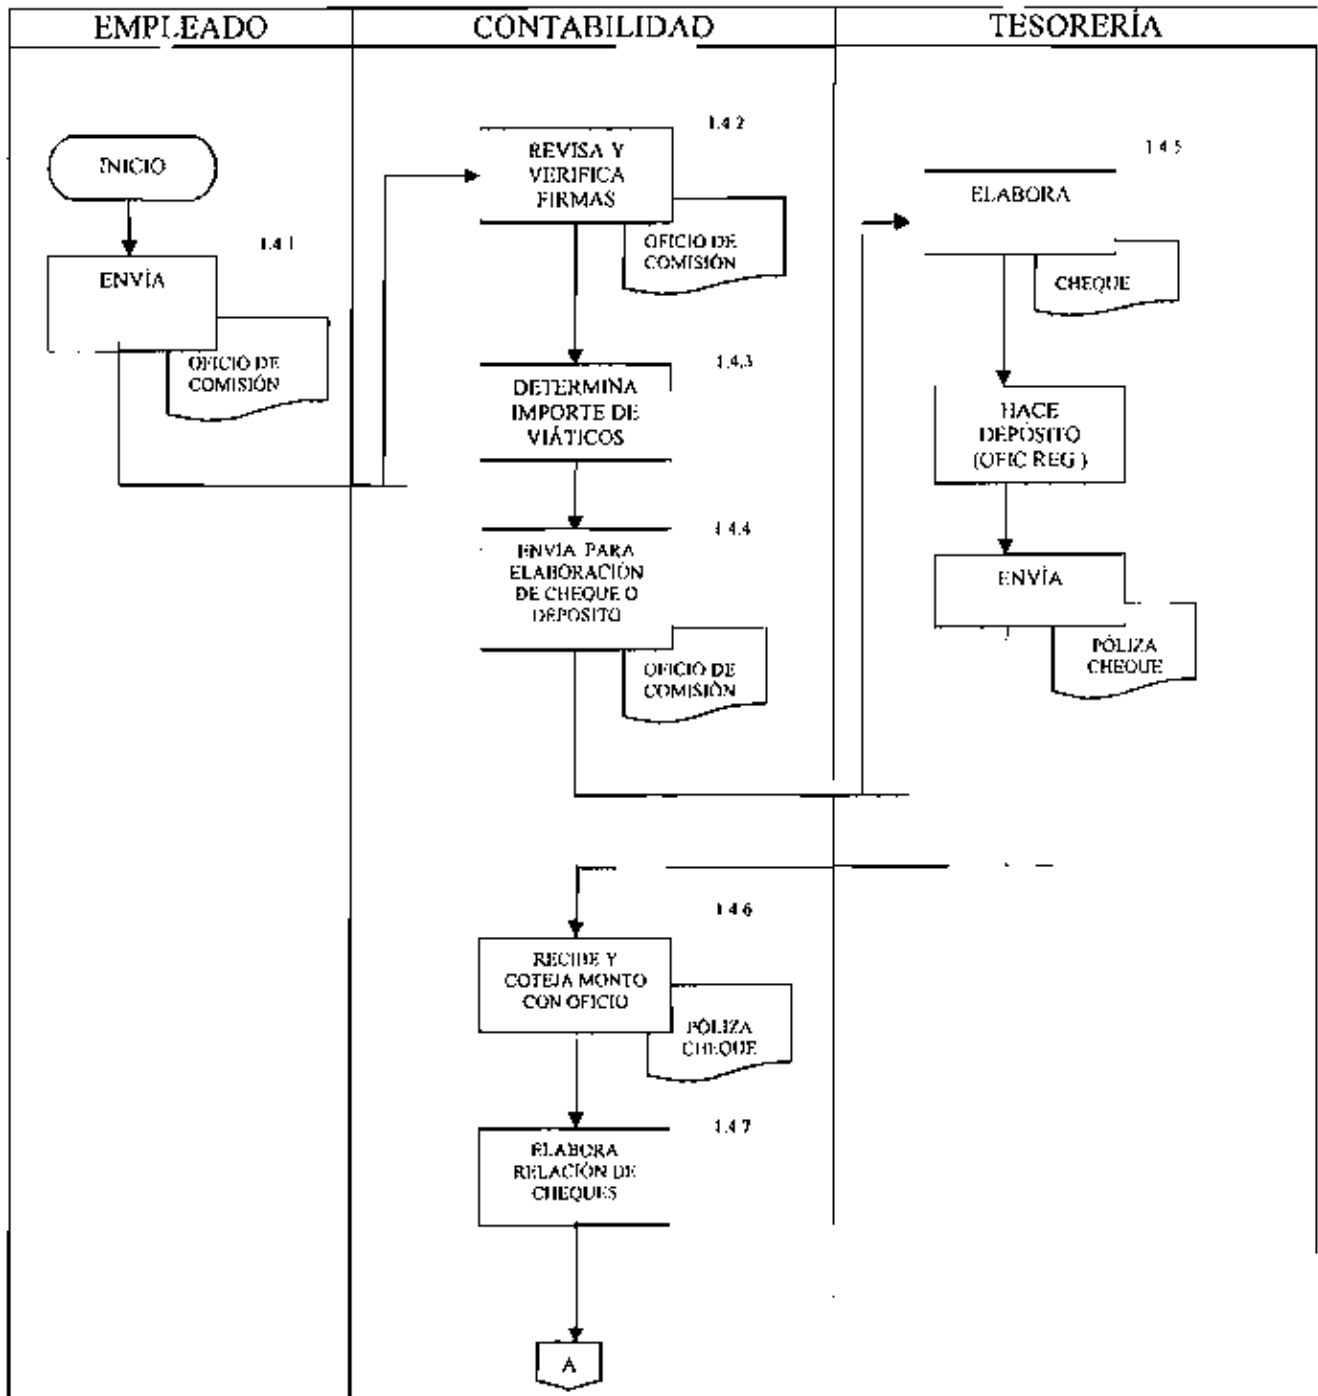 EMPLEADO
CONTABILIDAD
TESORERÍA
INICIO
1.4.1
ENVÍA
OFICIO DE
COMISIÓN
1.4.2
REVISA Y
VERIFICA
FIRMAS
OFICIO DE
COMISIÓN
1.4.3
DETERMINA
IMPORTE DE
VIÁTICOS
1.4.4
ENVÍA PARA
ELABORACIÓN
DE CHEQUE O
DEPOSITO
OFICIO DE
COMISIÓN
1.4.5
ELABORA
CHEQUE
HACE
DEPÓSITO
(OFIC REG.)
ENVÍA
PÓLIZA
CHEQUE
1.4.6
RECIBE Y
COTEJA MONTO
CON OFICIO
PÓLIZA
CHEQUE
1.4.7
ELABORA
RELACIÓN DE
CHEQUES
A